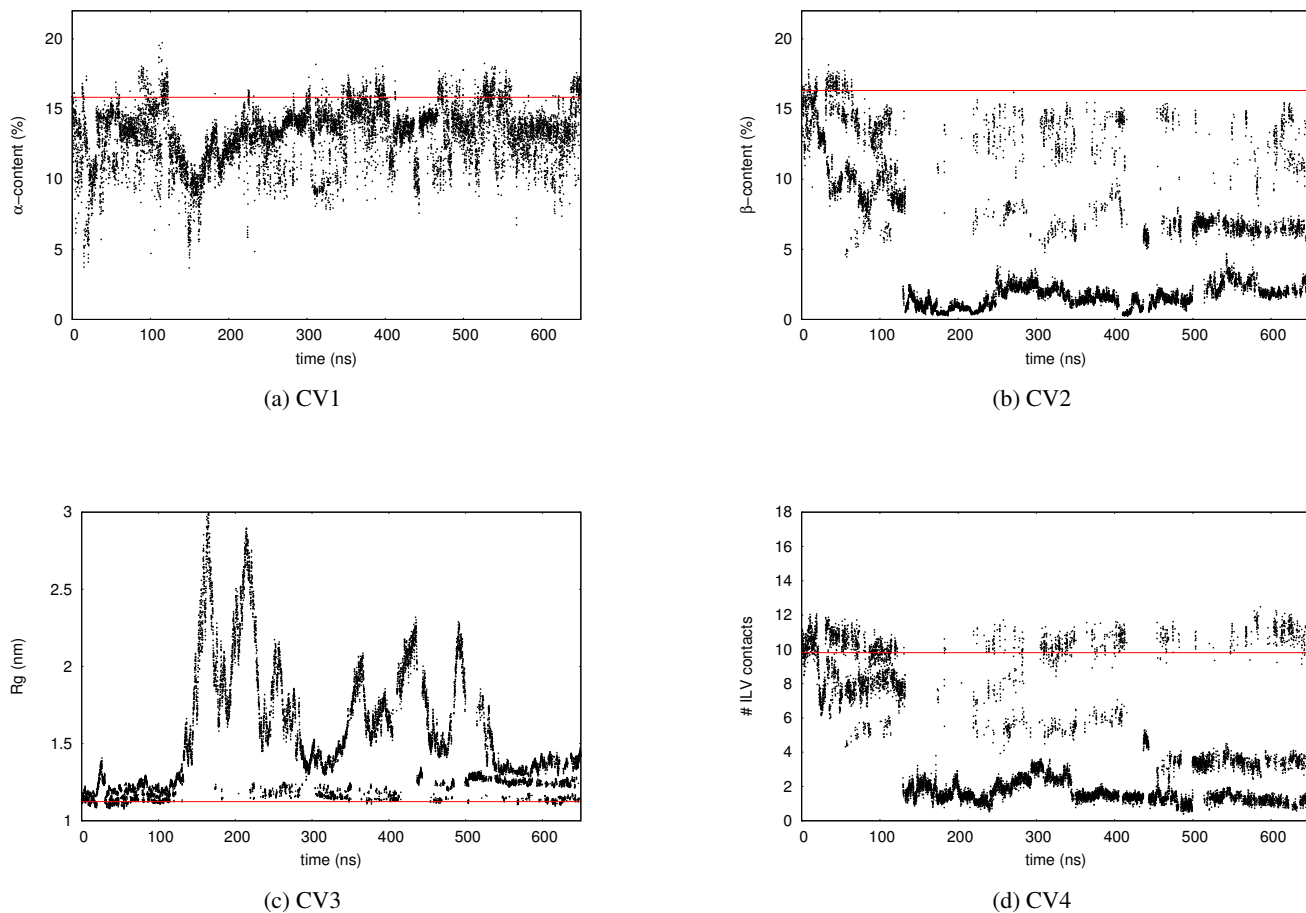 20
15
10
5
0
α−content (%)
0 100 200 300 400 500 600
time (ns)
(a) CV1
20
15
10
5
0
β−content (%)
0 100 200 300 400 500 600
time (ns)
(b) CV2
3
2.5
2
1.5
1
Rg (nm)
0 100 200 300 400 500 600
time (ns)
(c) CV3
18
16
14
12
10
8
6
4
2
0
# ILV contacts
0 100 200 300 400 500 600
time (ns)
(d) CV4